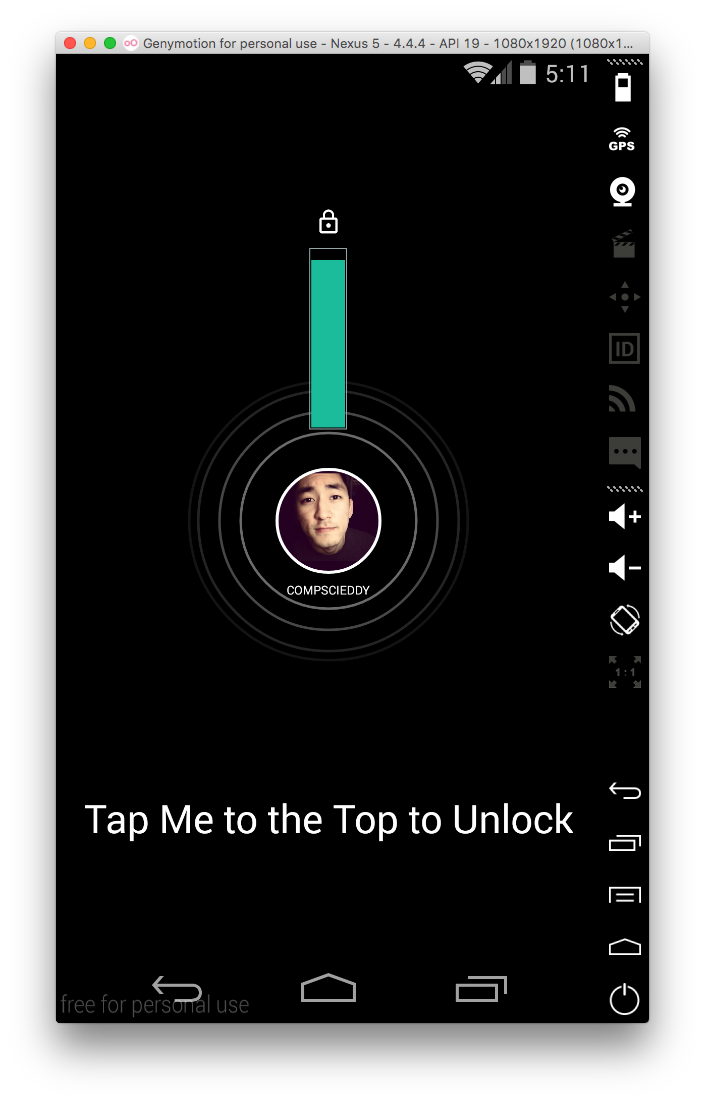 Genymotion for personal use - Nexus 5 - 4.4.4 - API 19 - 1080x1920 (1080x1...
5:11
GPS
ID
COMPSCIEDDY
1:1
Tap Me to the Top to Unlock
free for personal use